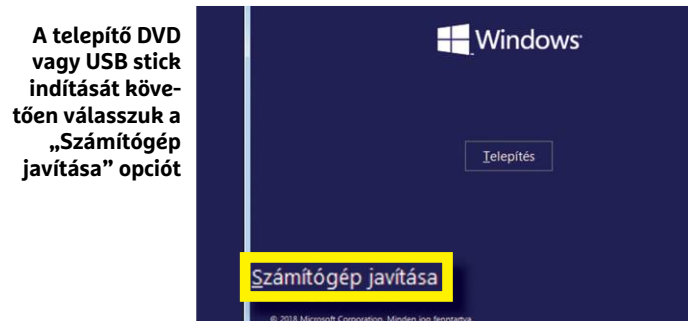 A telepítő DVD
vagy USB stick
indítását köve-
tően válasszuk a
„Számítógép
javítása” opciót
Windows
Telepítés
Számítógép javítása
© 2018 Microsoft Corporation. Minden jog fenntartva.